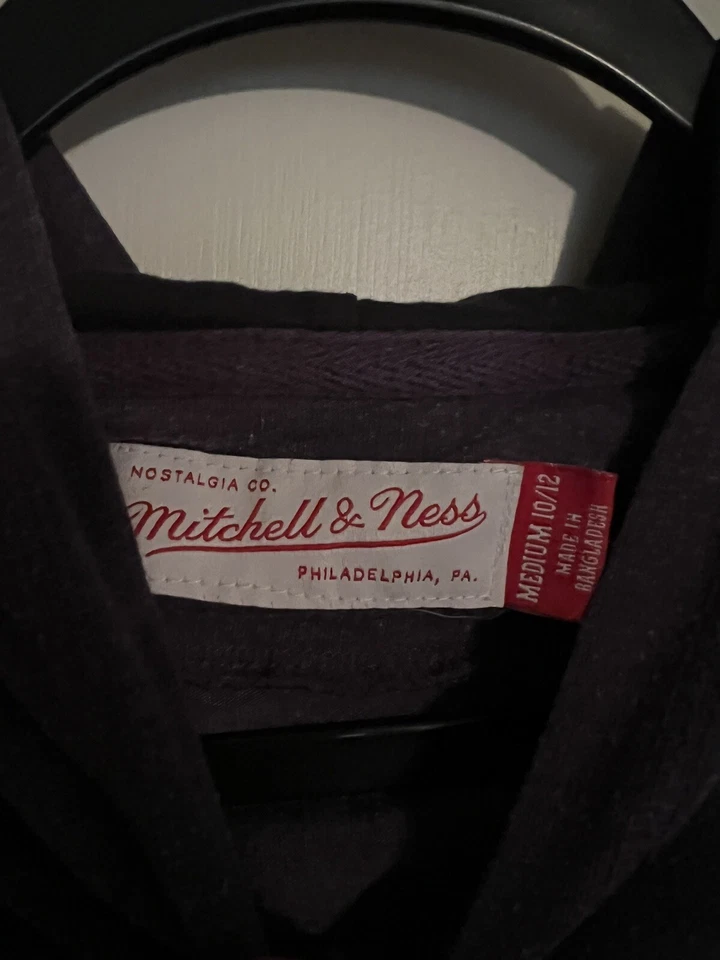 NOSTALGIA CO.
Mitchell & Ness
PHILADELPHIA, PA.
MEDIUM 10/12
MADE IN
BANGLADESH